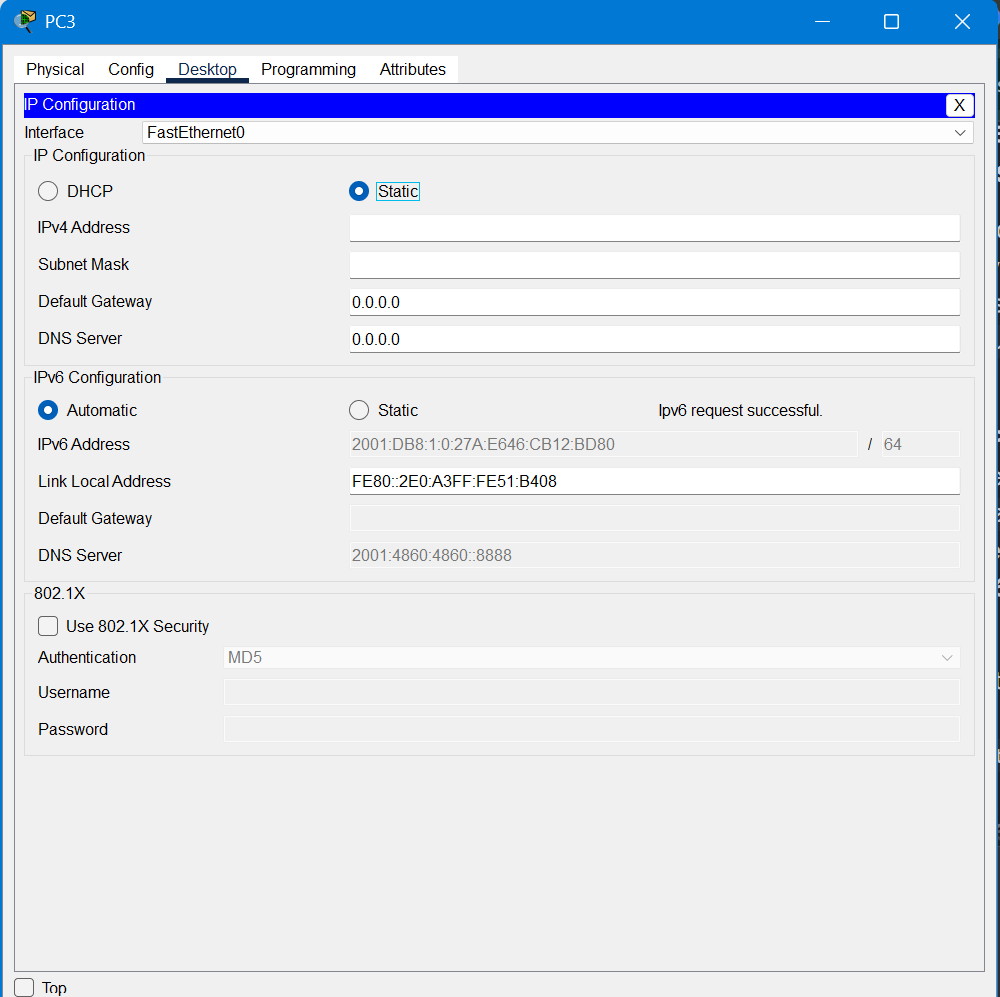 PC3
Physical Config Desktop Programming Attributes
IP Configuration X
Interface FastEthernet0
IP Configuration
DHCP Static
IPv4 Address
Subnet Mask
Default Gateway 0.0.0.0
DNS Server 0.0.0.0
IPv6 Configuration
Automatic Static Ipv6 request successful.
IPv6 Address 2001:DB8:1:0:27A:E646:CB12:BD80 / 64
Link Local Address FE80::2E0:A3FF:FE51:B408
Default Gateway
DNS Server 2001:4860:4860::8888
802.1X
Use 802.1X Security
Authentication MD5
Username
Password
Top